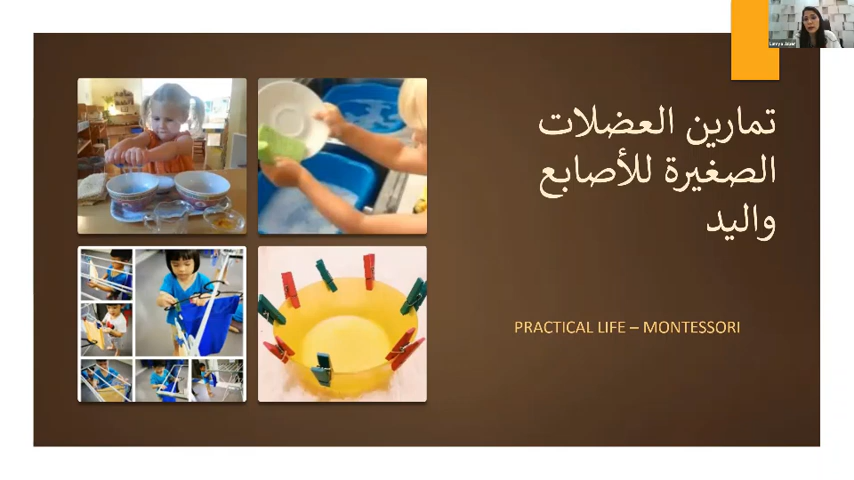 تمارين العضلات
الصغيرة للأصابع
واليد
PRACTICAL LIFE – MONTESSORI